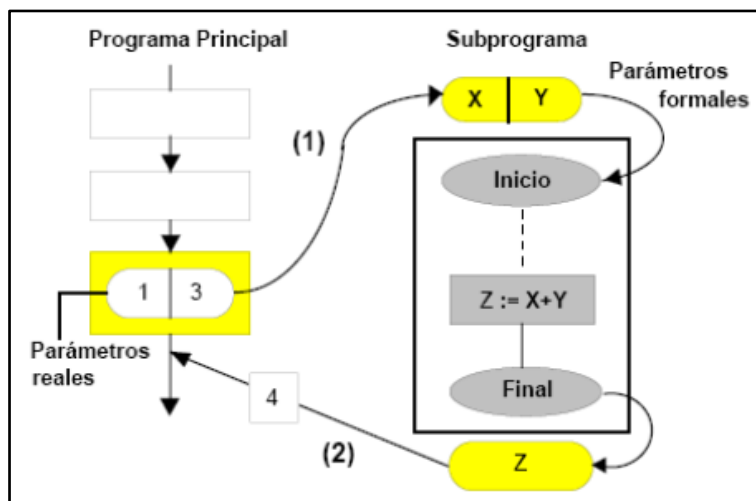 Programa Principal
Subprograma
Parámetros
formales
X Y
(1)
Inicio
1 3
Z := X+Y
Parámetros
reales
Final
4
(2)
Z